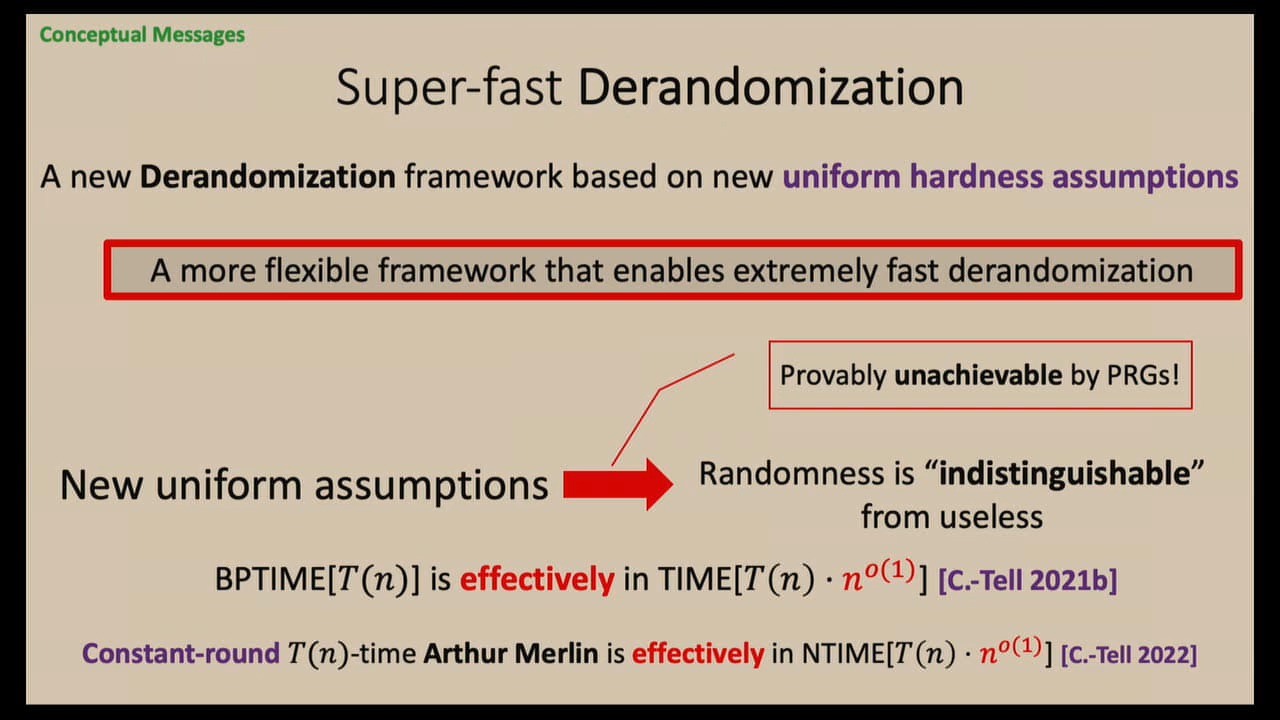 Conceptual Messages
Super-fast Derandomization
A new Derandomization framework based on new uniform hardness assumptions
A more flexible framework that enables extremely fast derandomization
Provably unachievable by PRGs!
New uniform assumptions
Randomness is “indistinguishable”
from useless
BPTIME[𝑇(𝑛)] is effectively in TIME[𝑇(𝑛) · 𝑛^{𝑜(1)}] [C.-Tell 2021b]
Constant-round 𝑇(𝑛)-time Arthur Merlin is effectively in NTIME[𝑇(𝑛) · 𝑛^{𝑜(1)}] [C.-Tell 2022]